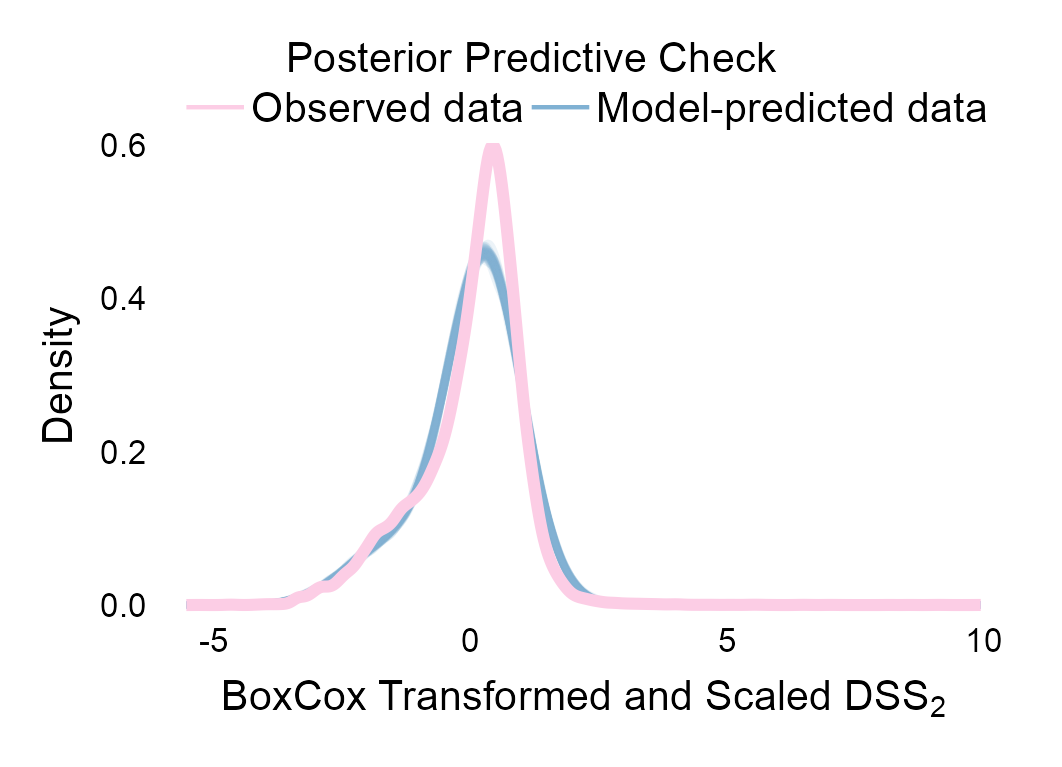 Posterior Predictive Check
Observed data Model-predicted data
0.6
0.4
0.2
0.0
Density
-5 0 5 10
BoxCox Transformed and Scaled DSS₂